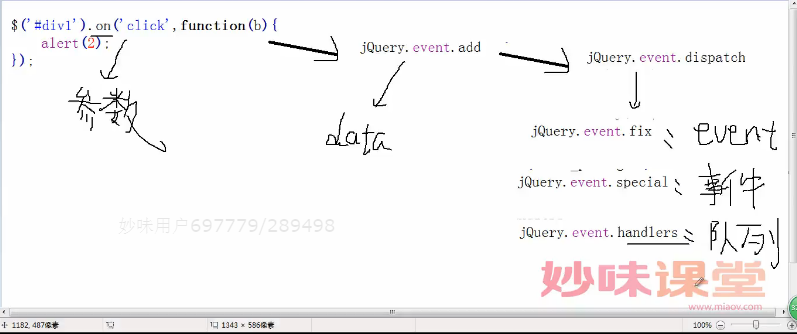 $('#div1').on('click',function(b){
alert(2);
});
jQuery.event.add
jQuery.event.dispatch
参数
data
jQuery.event.fix : event
jQuery.event.special : 事件
jQuery.event.handlers : 队列
妙味用户697779/289498
妙味课堂
www.miaov.com
1182, 487像素
1343 × 586像素
100%